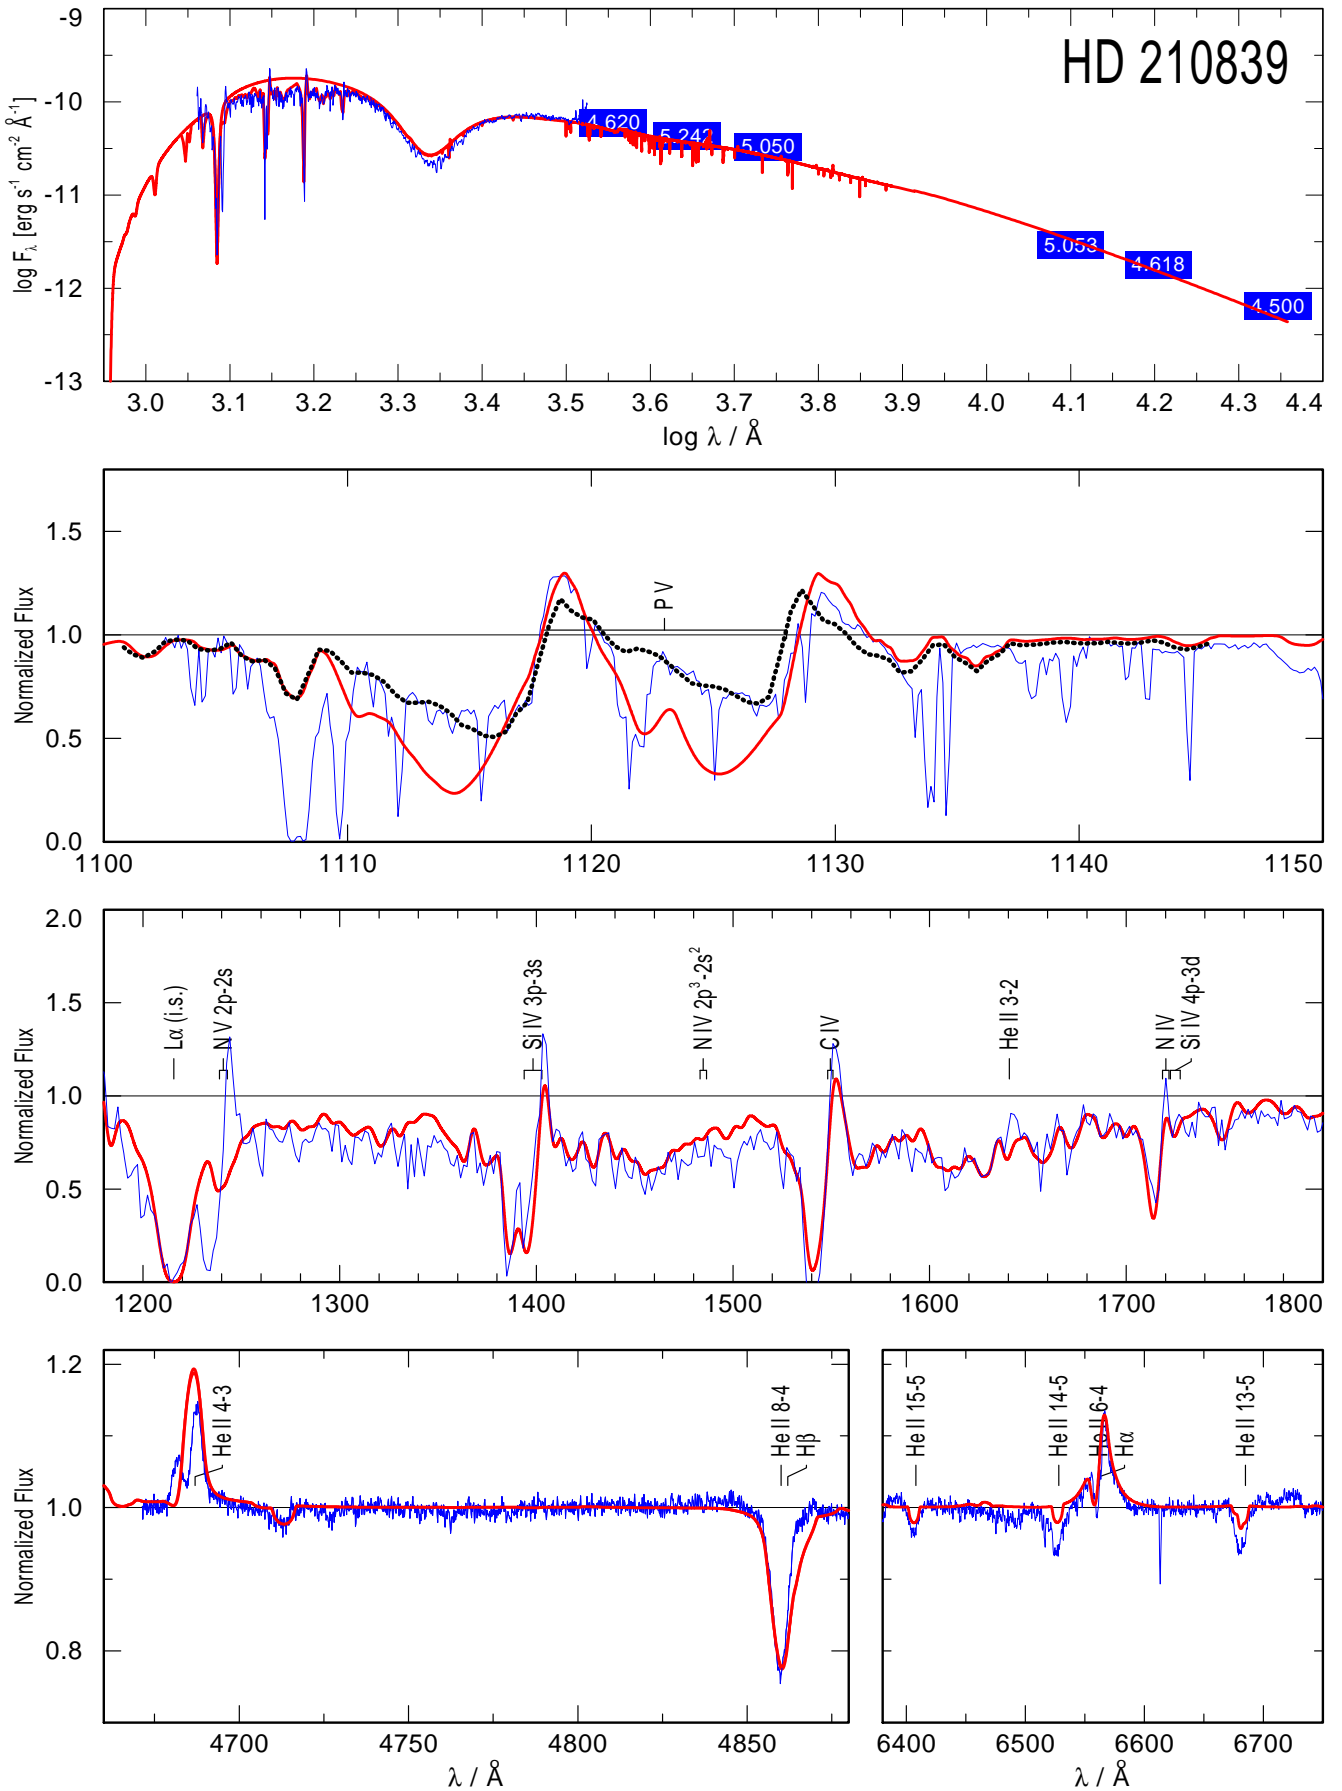 HD 210839
-9
-10
-11
-12
-13
log Fλ [erg s⁻¹ cm⁻² Å⁻¹]
4.620
5.242
5.050
5.053
4.618
4.500
3.0 3.1 3.2 3.3 3.4 3.5 3.6 3.7 3.8 3.9 4.0 4.1 4.2 4.3 4.4
log λ / Å
1.5
1.0
0.5
0.0
Normalized Flux
P V
1100 1110 1120 1130 1140 1150
2.0
1.5
1.0
0.5
0.0
Normalized Flux
Lα (i.s.)
N V 2p-2s
Si IV 3p-3s
N IV 2p³-2s²
C IV
He II 3-2
N IV
Si IV 4p-3d
1200 1300 1400 1500 1600 1700 1800
1.2
1.0
0.8
Normalized Flux
He II 4-3
He II 8-4
Hβ
4700 4750 4800 4850
λ / Å
He II 15-5
He II 14-5
He II 6-4
Hα
He II 13-5
6400 6500 6600 6700
λ / Å